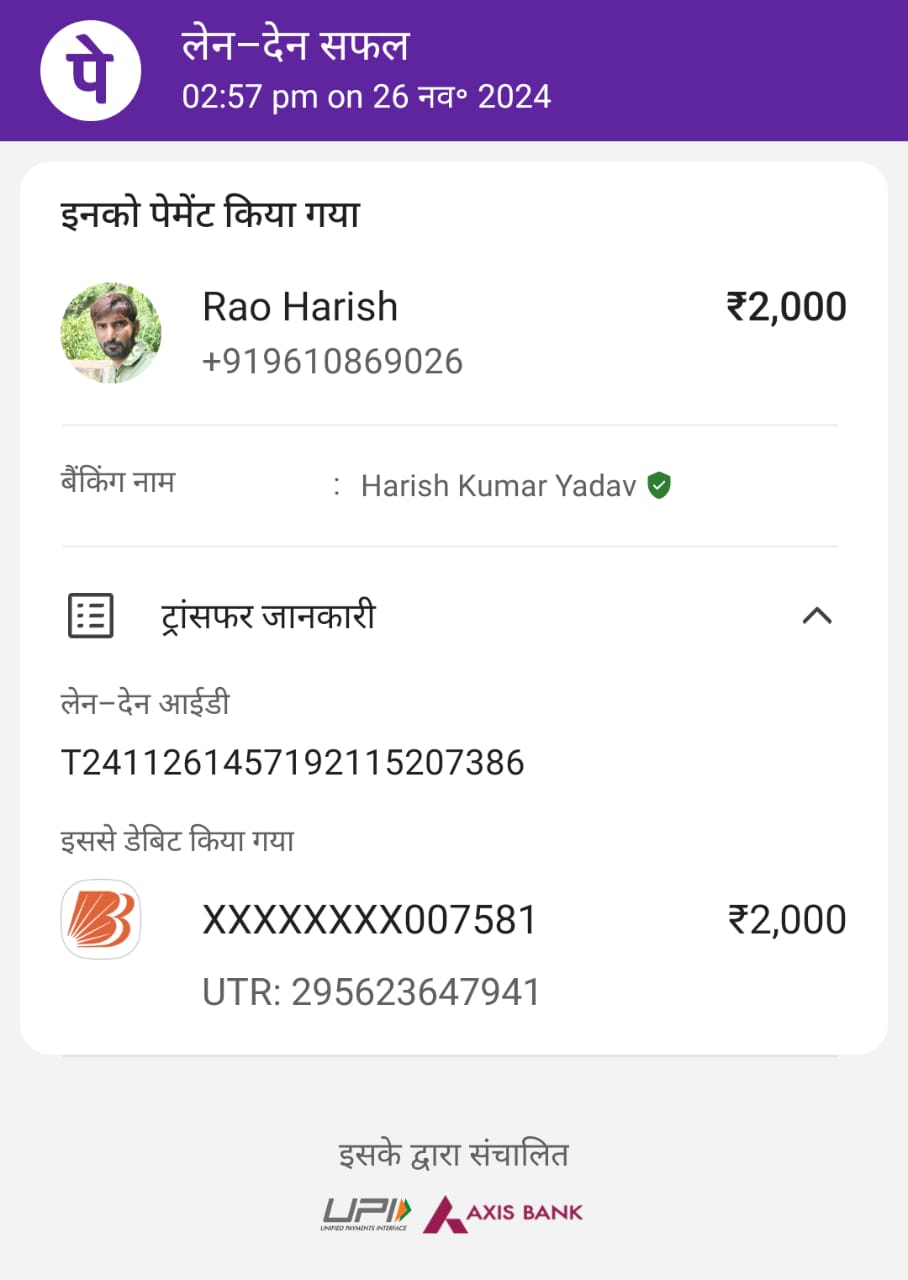 पे
लेन-देन सफल
02:57 pm on 26 नव॰ 2024
इनको पेमेंट किया गया
Rao Harish ₹2,000
+919610869026
बैंकिंग नाम : Harish Kumar Yadav
ट्रांसफर जानकारी
लेन-देन आईडी
T2411261457192115207386
इससे डेबिट किया गया
XXXXXXXX007581 ₹2,000
UTR: 295623647941
इसके द्वारा संचालित
UPI AXIS BANK
UNIFIED PAYMENTS INTERFACE